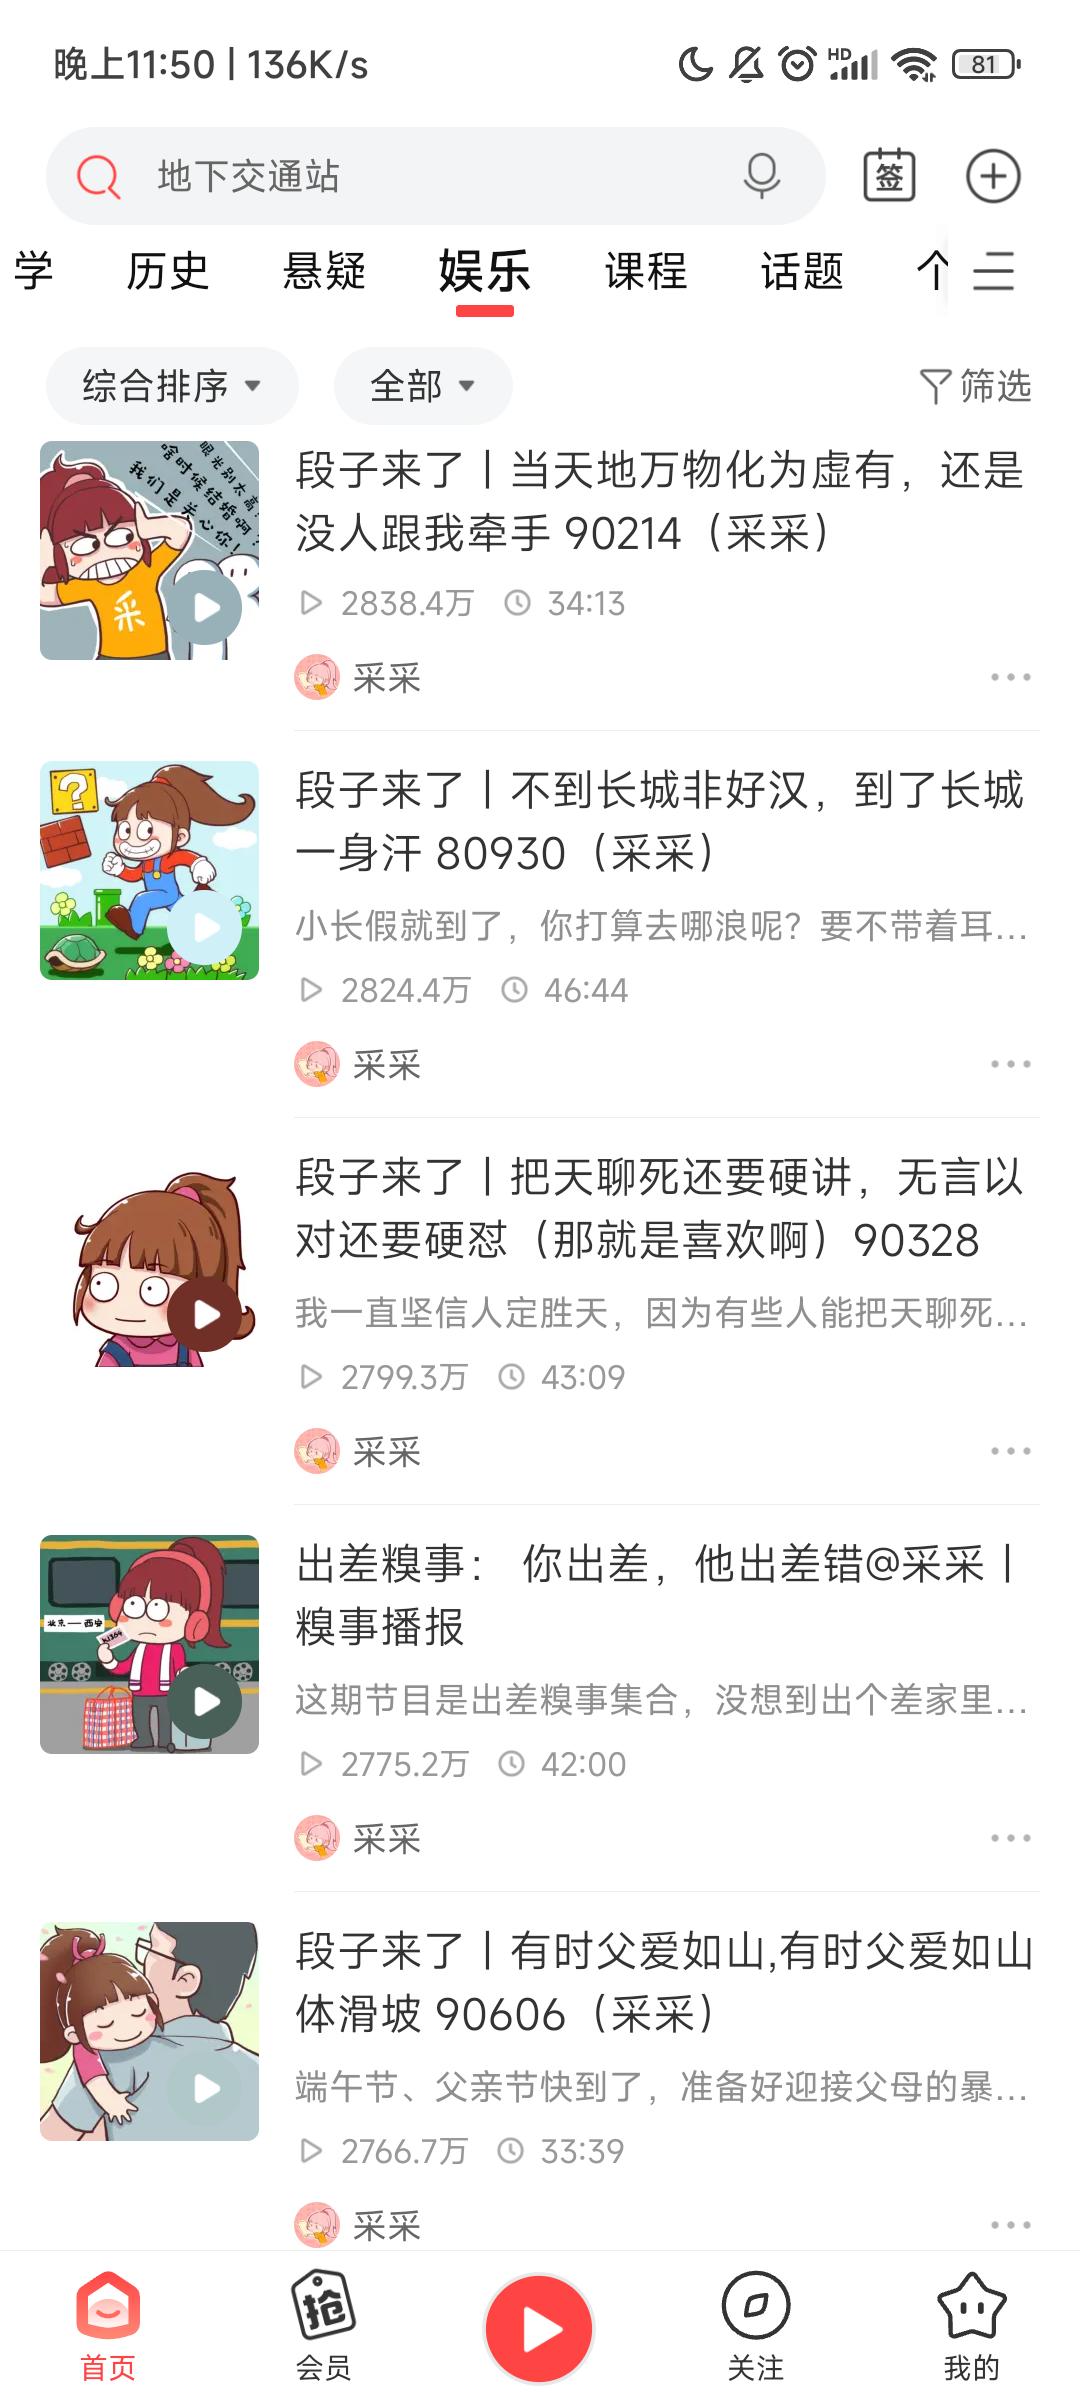 晚上11:50 | 136K/s
HD
81
地下交通站
签
学 历史 悬疑 娱乐 课程 话题 个
综合排序 全部 筛选
眼光别太高!
啥时候结婚啊?
我们是关心你!
采
段子来了丨当天地万物化为虚有，还是
没人跟我牵手 90214（采采）
2838.4万 34:13
采采
?
段子来了丨不到长城非好汉，到了长城
一身汗 80930（采采）
小长假就到了，你打算去哪浪呢？要不带着耳...
2824.4万 46:44
采采
段子来了丨把天聊死还要硬讲，无言以
对还要硬怼（那就是喜欢啊）90328
我一直坚信人定胜天，因为有些人能把天聊死...
2799.3万 43:09
采采
北京——西安
K1364
出差糗事： 你出差，他出差错@采采丨
糗事播报
这期节目是出差糗事集合，没想到出个差家里...
2775.2万 42:00
采采
段子来了丨有时父爱如山,有时父爱如山
体滑坡 90606（采采）
端午节、父亲节快到了，准备好迎接父母的暴...
2766.7万 33:39
采采
抢
首页 会员 关注 我的